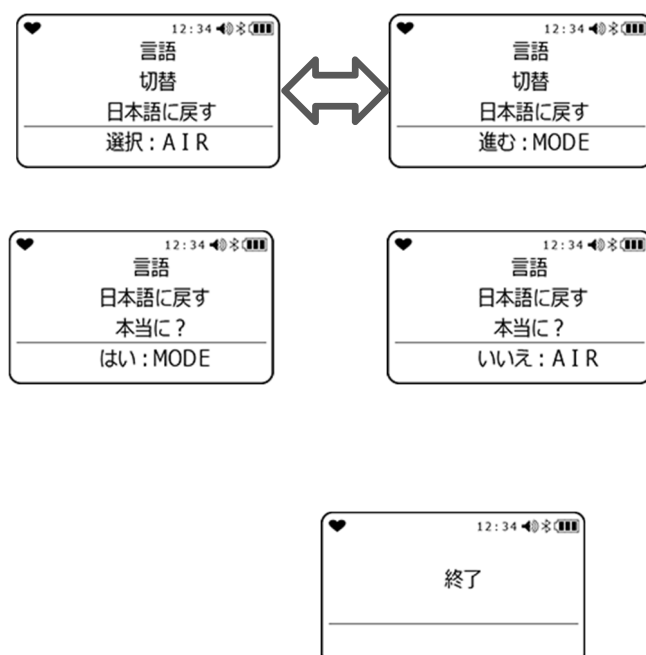 12:34
言語
切替
日本語に戻す
選択:AIR
12:34
言語
切替
日本語に戻す
進む:MODE
12:34
言語
日本語に戻す
本当に？
はい:MODE
12:34
言語
日本語に戻す
本当に？
いいえ:AIR
12:34
終了